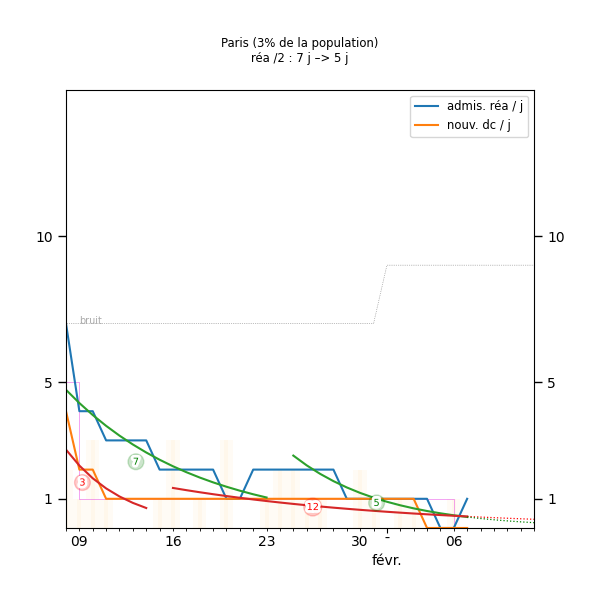 Paris (3% de la population)
réa /2 : 7 j –> 5 j
admis. réa / j
nouv. dc / j
10
10
bruit
5
5
7
3
12
5
1
1
09
16
23
30
06
févr.